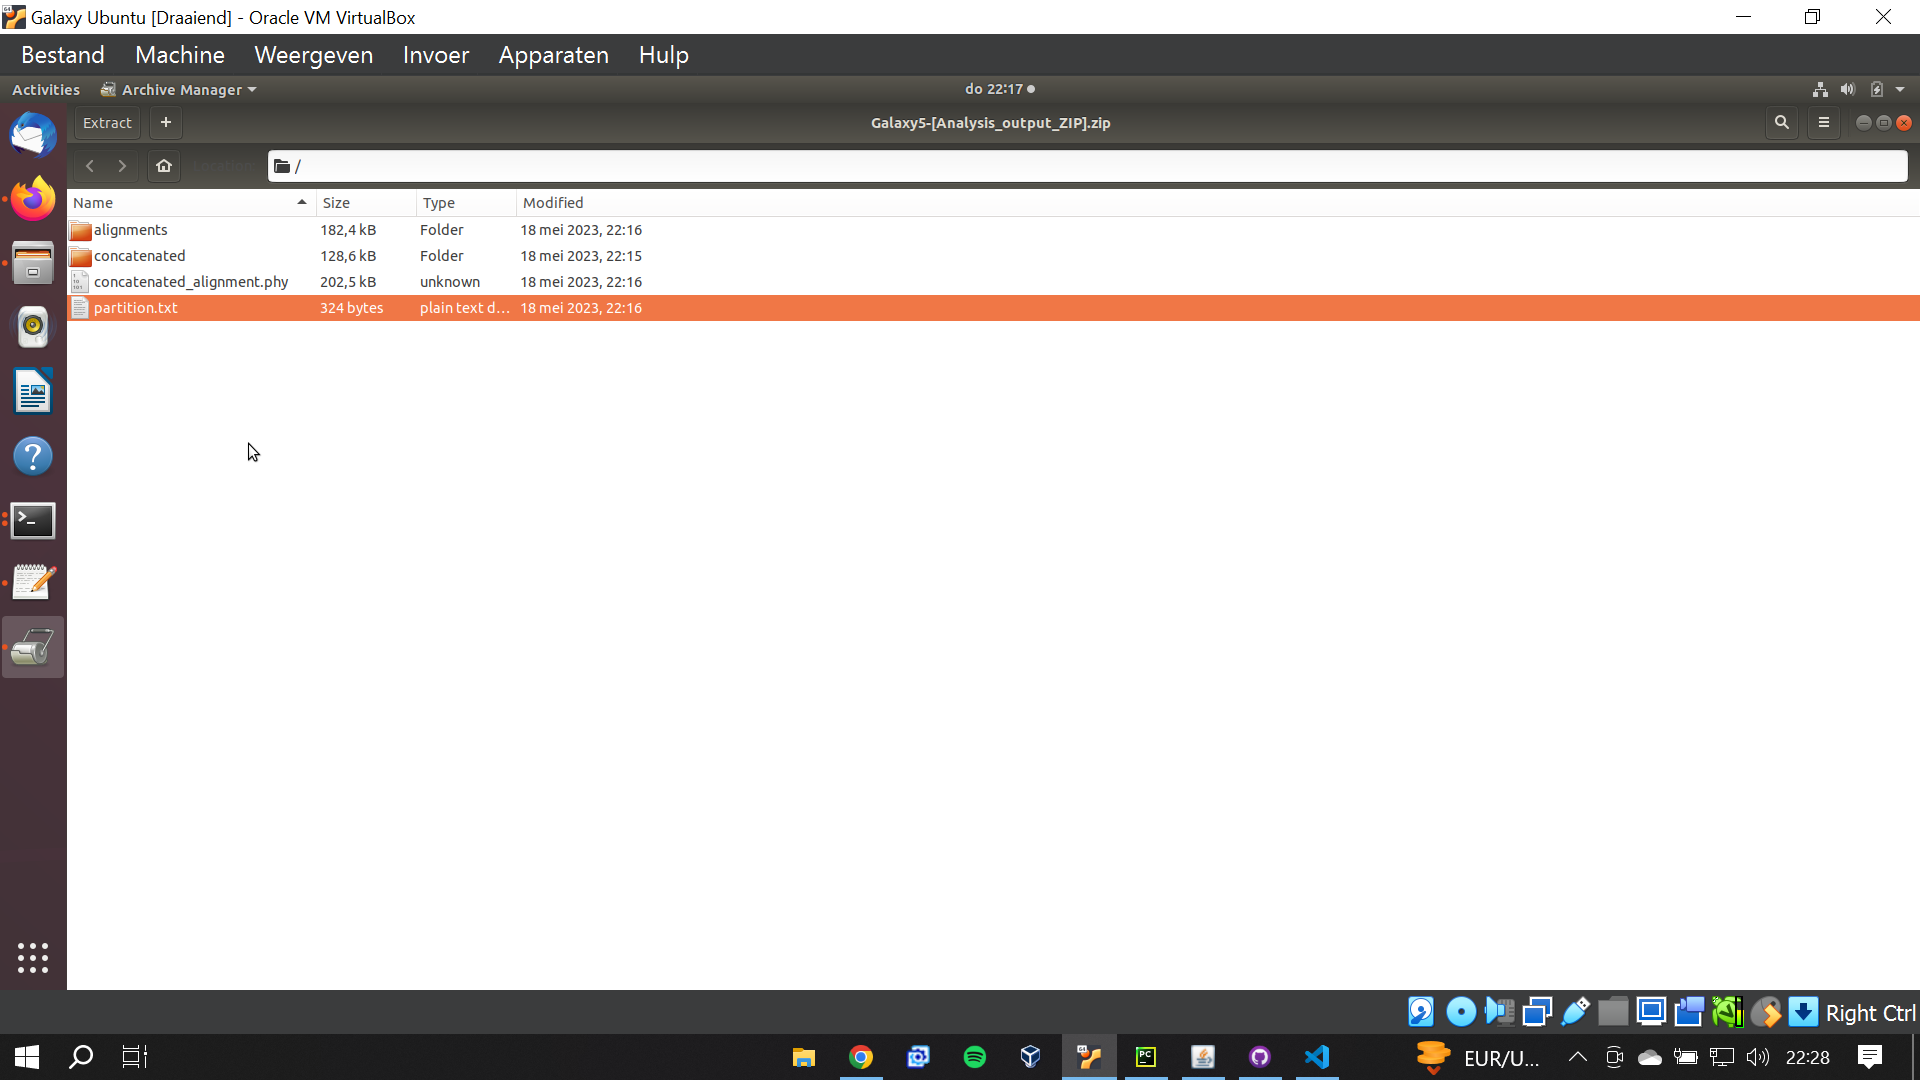 Galaxy Ubuntu [Draaiend] - Oracle VM VirtualBox
Bestand Machine Weergeven Invoer Apparaten Hulp
Activities Archive Manager do 22:17
Extract + Galaxy5-[Analysis_output_ZIP].zip
/
Name Size Type Modified
alignments 182,4 kB Folder 18 mei 2023, 22:16
concatenated 128,6 kB Folder 18 mei 2023, 22:15
concatenated_alignment.phy 202,5 kB unknown 18 mei 2023, 22:16
partition.txt 324 bytes plain text d... 18 mei 2023, 22:16
Right Ctrl
EUR/U... 22:28